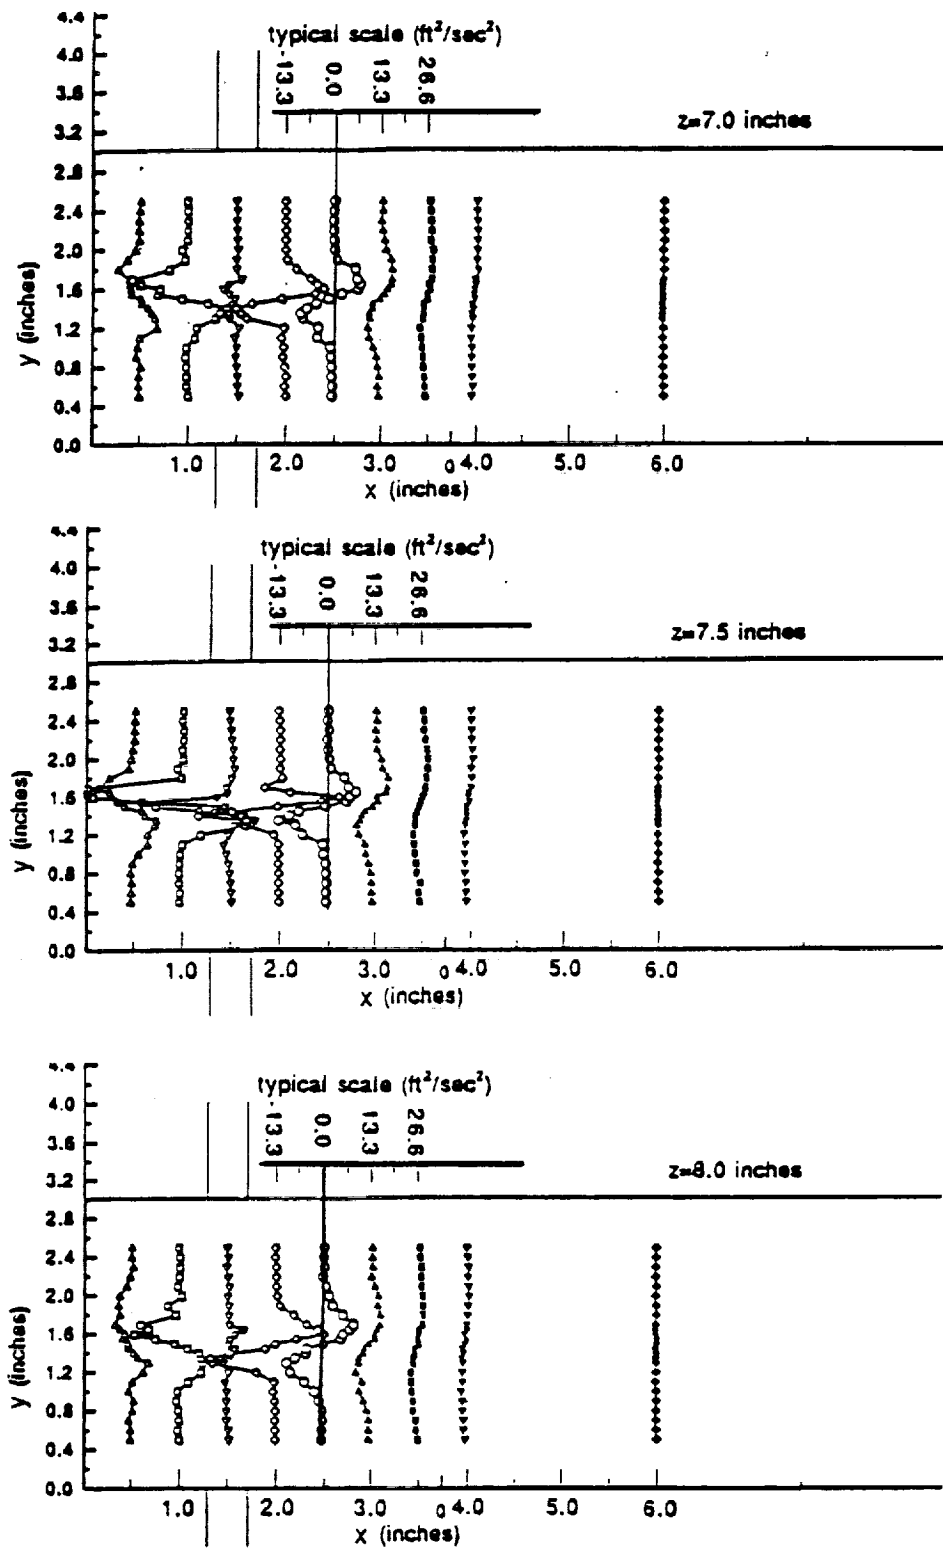 4.4
typical scale (ft²/sec²)
4.0
-13.3 0.0 13.3 26.6
3.6
3.2
z=7.0 inches
2.8
2.4
2.0
1.6
1.2
0.8
0.4
0.0
y (inches)
1.0 2.0 3.0 0 4.0 5.0 6.0
x (inches)
4.4
typical scale (ft²/sec²)
4.0
-13.3 0.0 13.3 26.6
3.6
3.2
z=7.5 inches
2.8
2.4
2.0
1.6
1.2
0.8
0.4
0.0
y (inches)
1.0 2.0 3.0 0 4.0 5.0 6.0
x (inches)
4.4
typical scale (ft²/sec²)
4.0
-13.3 0.0 13.3 26.6
3.6
3.2
z=8.0 inches
2.8
2.4
2.0
1.6
1.2
0.8
0.4
0.0
y (inches)
1.0 2.0 3.0 0 4.0 5.0 6.0
x (inches)